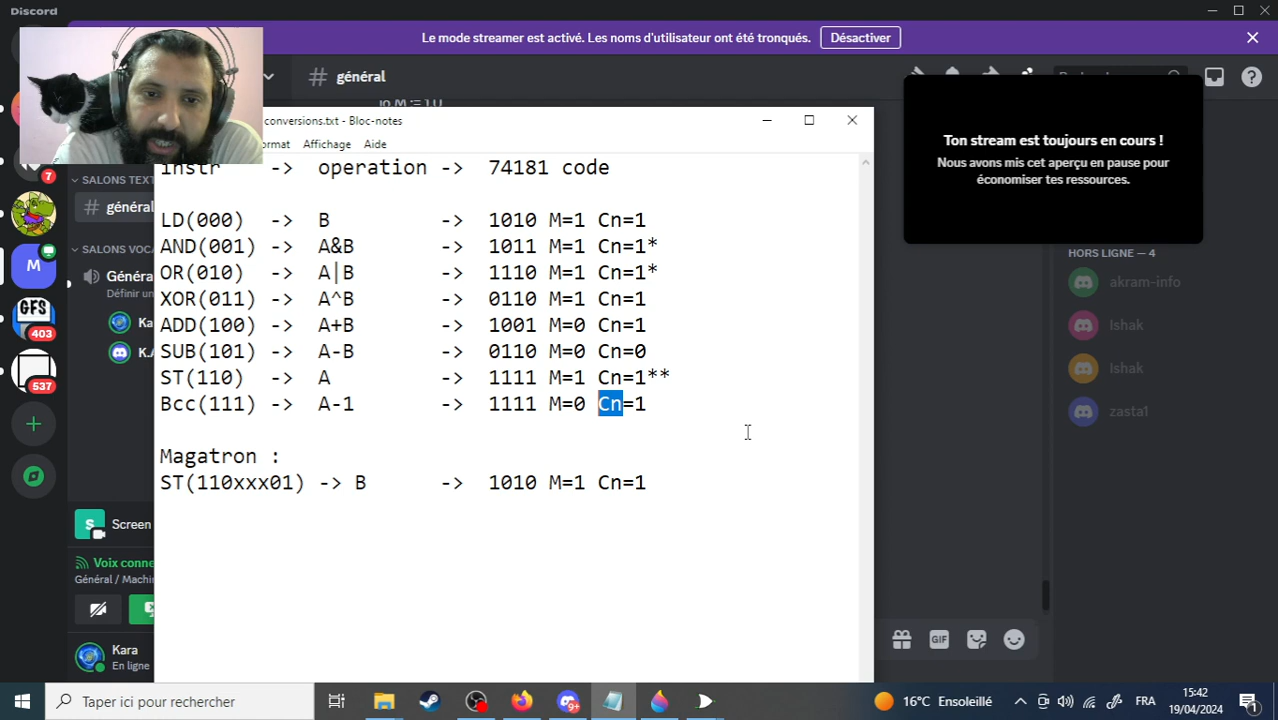 Discord
Le mode streamer est activé. Les noms d'utilisateur ont été tronqués. Désactiver
# général
conversions.txt - Bloc-notes
Affichage Aide
Instr -> operation -> 74181 code
LD(000) -> B -> 1010 M=1 Cn=1
AND(001) -> A&B -> 1011 M=1 Cn=1*
OR(010) -> A|B -> 1110 M=1 Cn=1*
XOR(011) -> A^B -> 0110 M=1 Cn=1
ADD(100) -> A+B -> 1001 M=0 Cn=1
SUB(101) -> A-B -> 0110 M=0 Cn=0
ST(110) -> A -> 1111 M=1 Cn=1**
Bcc(111) -> A-1 -> 1111 M=0 Cn=1
Magatron :
ST(110xxx01) -> B -> 1010 M=1 Cn=1
Ton stream est toujours en cours !
Nous avons mis cet aperçu en pause pour
économiser tes ressources.
HORS LIGNE — 4
akram-info
Ishak
Ishak
zasta1
7
M
GFS
403
537
SALONS TEXT
# général
SALONS VOCA
Général
Définir un
Ka
K.A
Screen
Voix conne
Général / Machin
Kara
En ligne
GIF
Taper ici pour rechercher
9+
16°C Ensoleillé
FRA
15:42
19/04/2024
1